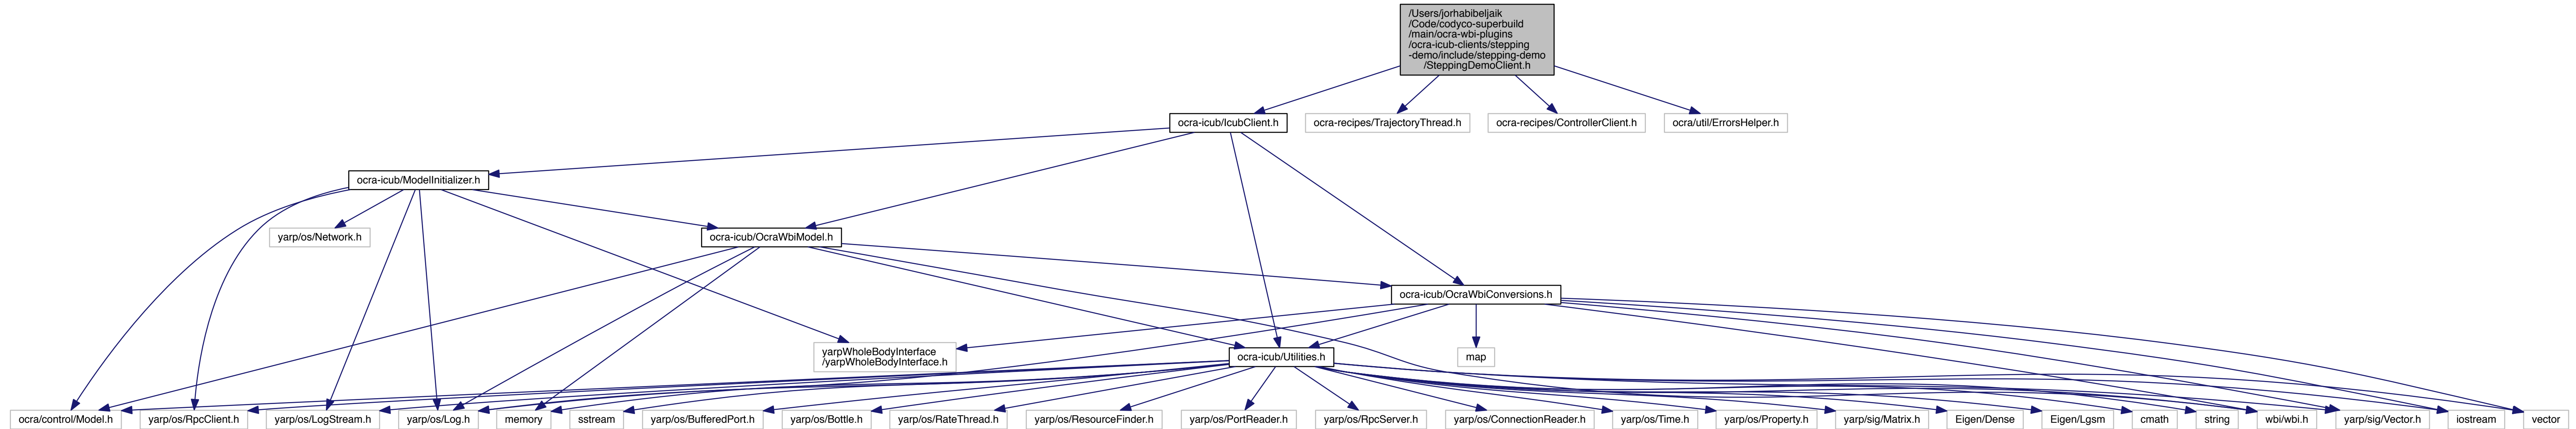 /Users/jorhabibeljaik
/Code/codyco-superbuild
/main/ocra-wbi-plugins
/ocra-icub-clients/stepping
-demo/include/stepping-demo
/SteppingDemoClient.h
ocra-icub/IcubClient.h
ocra-recipes/TrajectoryThread.h
ocra-recipes/ControllerClient.h
ocra/util/ErrorsHelper.h
ocra-icub/ModelInitializer.h
yarp/os/Network.h
ocra-icub/OcraWbiModel.h
ocra-icub/OcraWbiConversions.h
yarpWholeBodyInterface
/yarpWholeBodyInterface.h
ocra-icub/Utilities.h
map
ocra/control/Model.h
yarp/os/RpcClient.h
yarp/os/LogStream.h
yarp/os/Log.h
memory
sstream
yarp/os/BufferedPort.h
yarp/os/Bottle.h
yarp/os/RateThread.h
yarp/os/ResourceFinder.h
yarp/os/PortReader.h
yarp/os/RpcServer.h
yarp/os/ConnectionReader.h
yarp/os/Time.h
yarp/os/Property.h
yarp/sig/Matrix.h
Eigen/Dense
Eigen/Lgsm
cmath
string
wbi/wbi.h
yarp/sig/Vector.h
iostream
vector